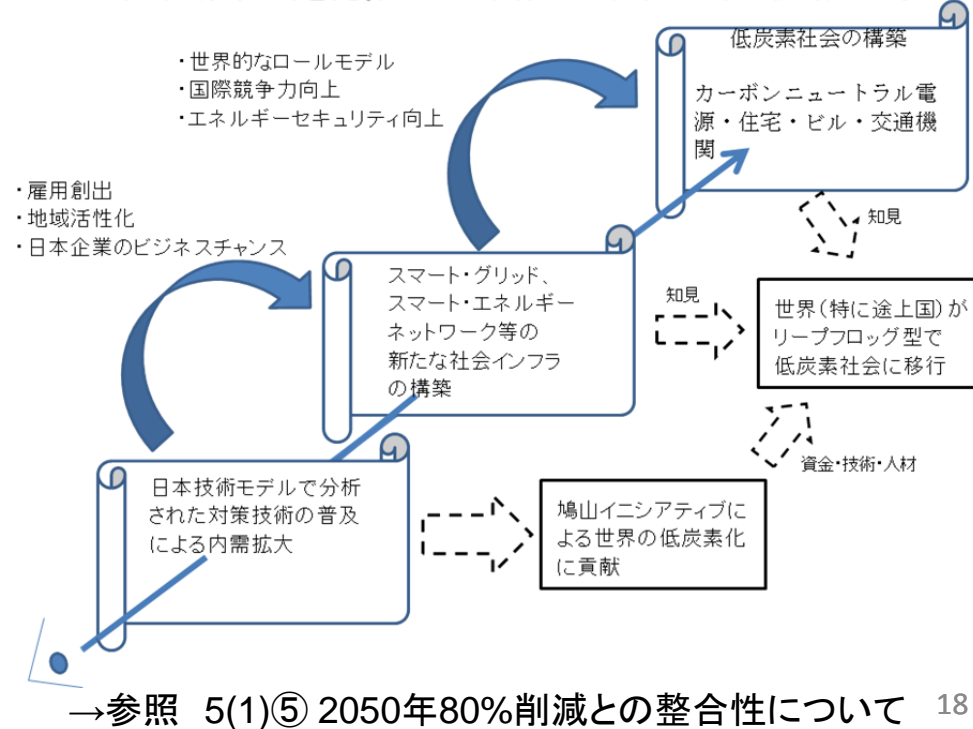 低炭素社会の構築
カーボンニュートラル電
源・住宅・ビル・交通機
関
・世界的なロールモデル
・国際競争力向上
・エネルギーセキュリティ向上
・雇用創出
・地域活性化
・日本企業のビジネスチャンス
知見
スマート・グリッド、
スマート・エネルギー
ネットワーク等の
新たな社会インフラ
の構築
知見
世界(特に途上国)が
リープフロッグ型で
低炭素社会に移行
資金・技術・人材
日本技術モデルで分析
された対策技術の普及
による内需拡大
鳩山イニシアティブに
よる世界の低炭素化
に貢献
→参照 5(1)⑤ 2050年80%削減との整合性について
18